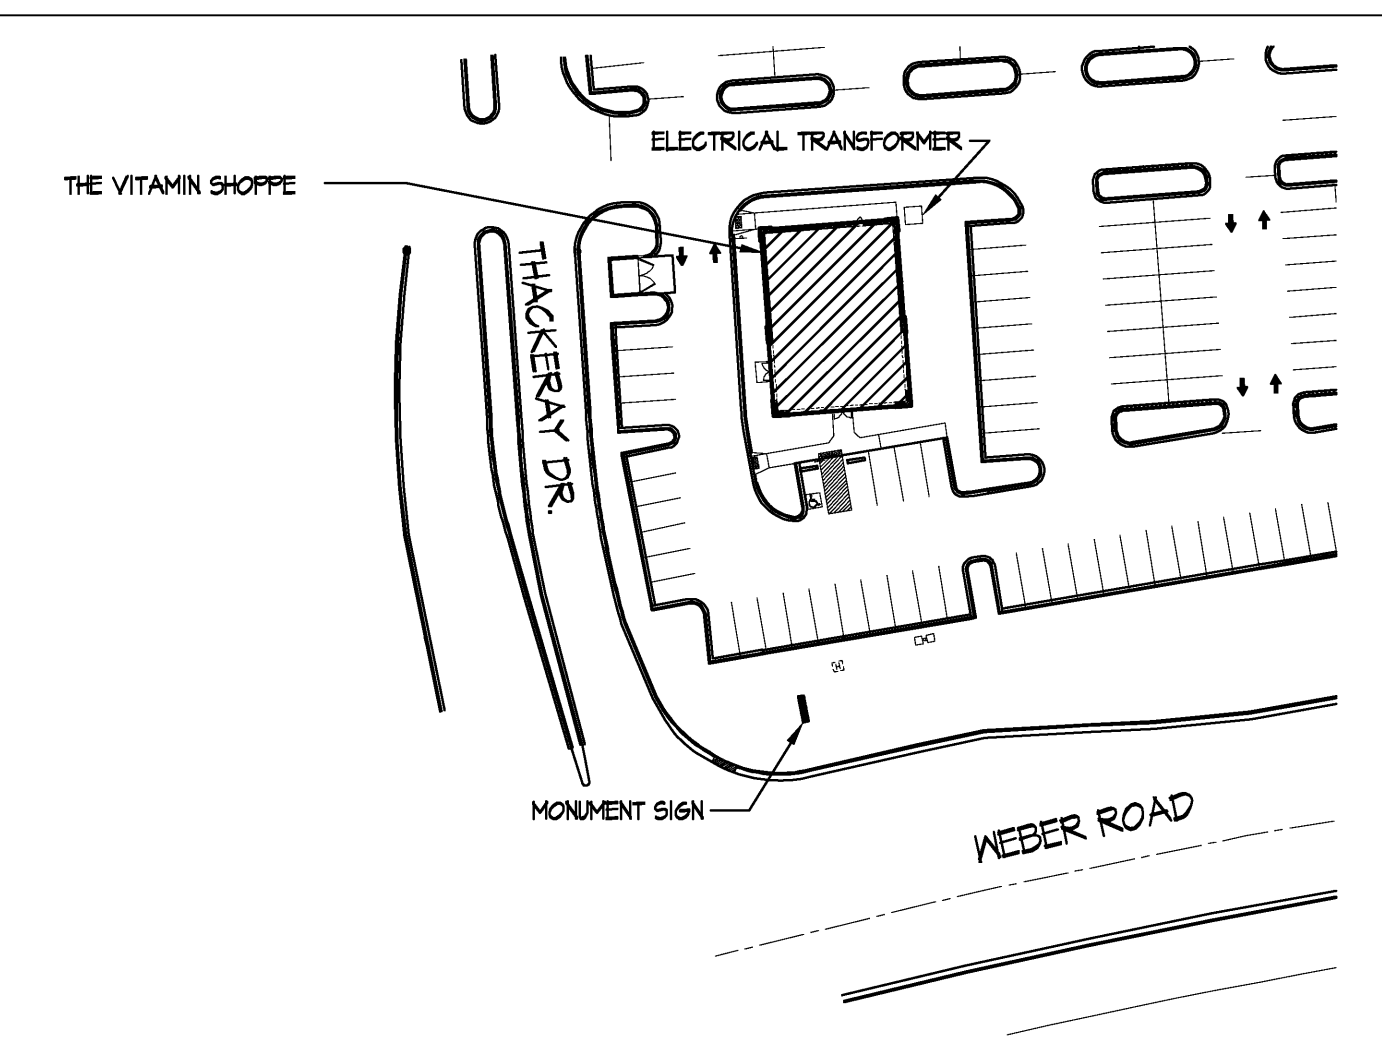 ELECTRICAL TRANSFORMER
THE VITAMIN SHOPPE
THACKERAY DR.
MONUMENT SIGN
WEBER ROAD